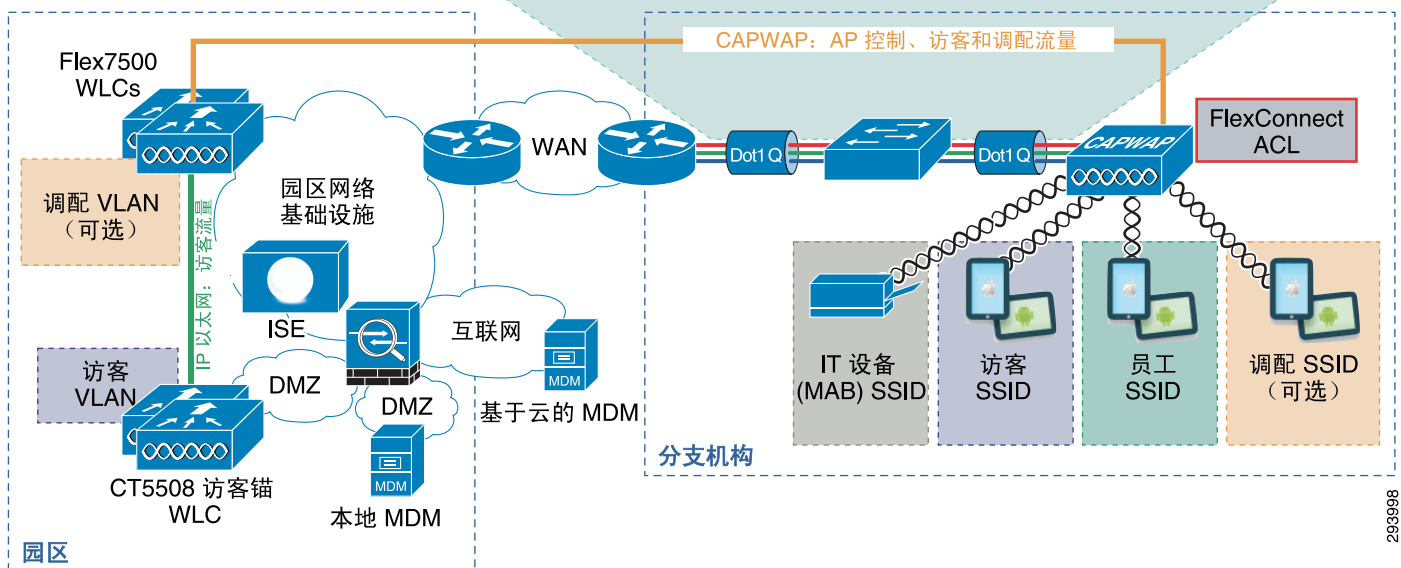 CAPWAP：AP 控制、访客和调配流量
Flex7500
WLCs
调配 VLAN
（可选）
IP 以太网：访客流量
园区网络
基础设施
ISE
WAN
Dot1Q
Dot1Q
CAPWAP
FlexConnect
ACL
访客
VLAN
DMZ
互联网
MDM
基于云的 MDM
DMZ
MDM
本地 MDM
CT5508 访客锚
WLC
园区
IT 设备
(MAB) SSID
访客
SSID
员工
SSID
调配 SSID
（可选）
分支机构
293998